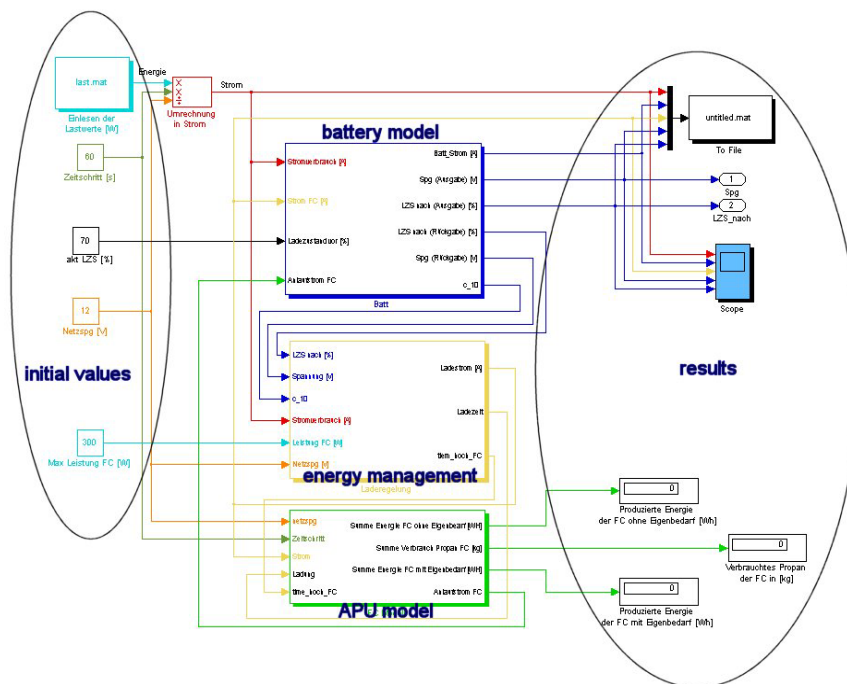 Energie
last.mat
Einlesen der
Lastwerte [W]
X
X
÷
Umrechnung
in Strom
Strom
60
Zeitschritt [s]
70
akt LZS [%]
12
Netzspg [V]
initial values
300
Max Leistung FC [W]
battery model
Stromverbrauch [A]
Strom FC [A]
Ladezustandvor [%]
Anlaufstrom FC
Batt_Strom [A]
Spg (Ausgabe) [V]
LZS nach (Ausgabe) [%]
LZS nach (Rückgabe) [%]
Spg (Rückgabe) [V]
c_10
Batt
LZS nach [%]
Spannung [V]
c_10
Stromverbrauch [A]
Leistung FC [W]
Netzspg [V]
Ladestrom [A]
Ladezeit
energy management
Laderegelung
netzspg
Zeitschritt
Strom
Ladung
time_hoch_FC
Summe Energie FC ohne Eigenbedarf [WH]
Summe Verbrauch Propan FC [kg]
Summe Energie FC mit Eigenbedarf [WH]
Anlaufstrom FC
APU model
untitled.mat
To File
1
Spg
2
LZS_nach
Scope
results
0
Produzierte Energie
der FC ohne Eigenbedarf [Wh]
0
Verbrauchtes Propan
der FC in [kg]
0
Produzierte Energie
der FC mit Eigenbedarf [Wh]